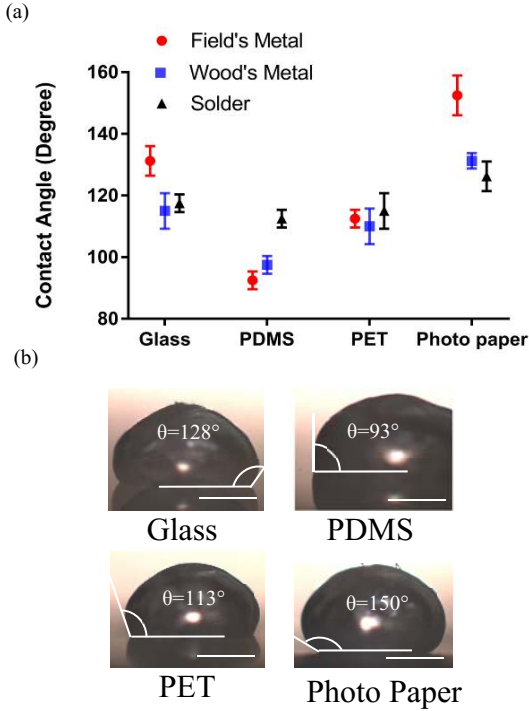 (a)
Field's Metal
Wood's Metal
Solder
Contact Angle (Degree)
160
140
120
100
80
Glass PDMS PET Photo paper
(b)
θ=128° θ=93°
Glass PDMS
θ=113° θ=150°
PET Photo Paper